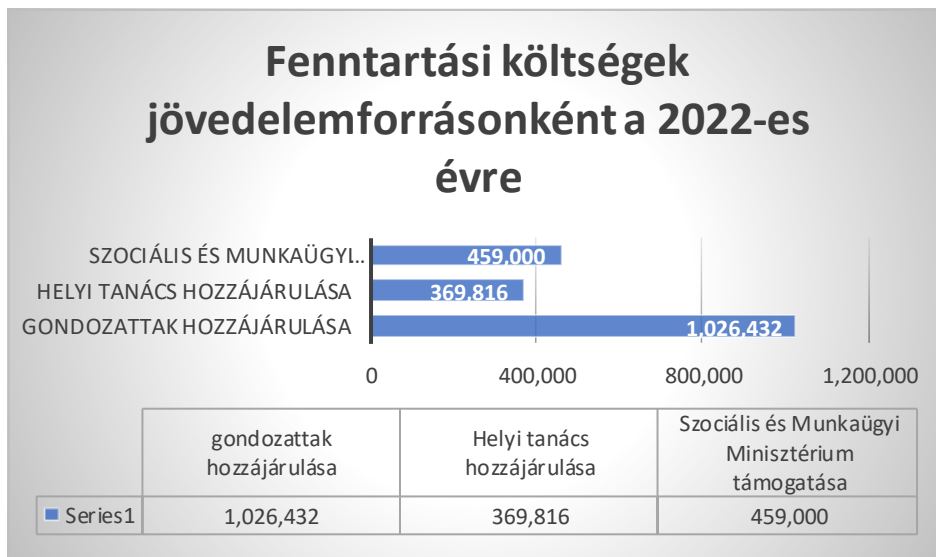 Fenntartási költségek
jövedelemforrásonként a 2022-es
évre
SZOCIÁLIS ÉS MUNKAÜGYI…
459,000
HELYI TANÁCS HOZZÁJÁRULÁSA
369,816
GONDOZATTAK HOZZÁJÁRULÁSA
1,026,432
0 400,000 800,000 1,200,000
gondozattak
hozzájárulása
Helyi tanács
hozzájárulása
Szociális és Munkaügyi
Minisztérium
támogatása
Series1 1,026,432 369,816 459,000